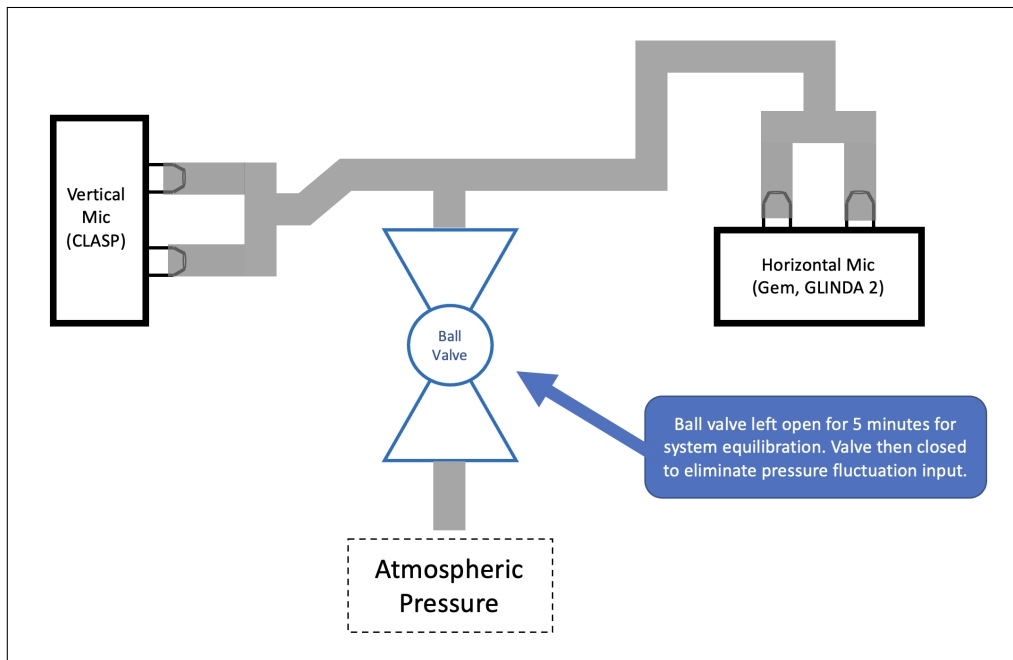 Vertical
Mic
(CLASP)
Horizontal Mic
(Gem, GLINDA 2)
Ball
Valve
Ball valve left open for 5 minutes for
system equilibration. Valve then closed
to eliminate pressure fluctuation input.
Atmospheric
Pressure